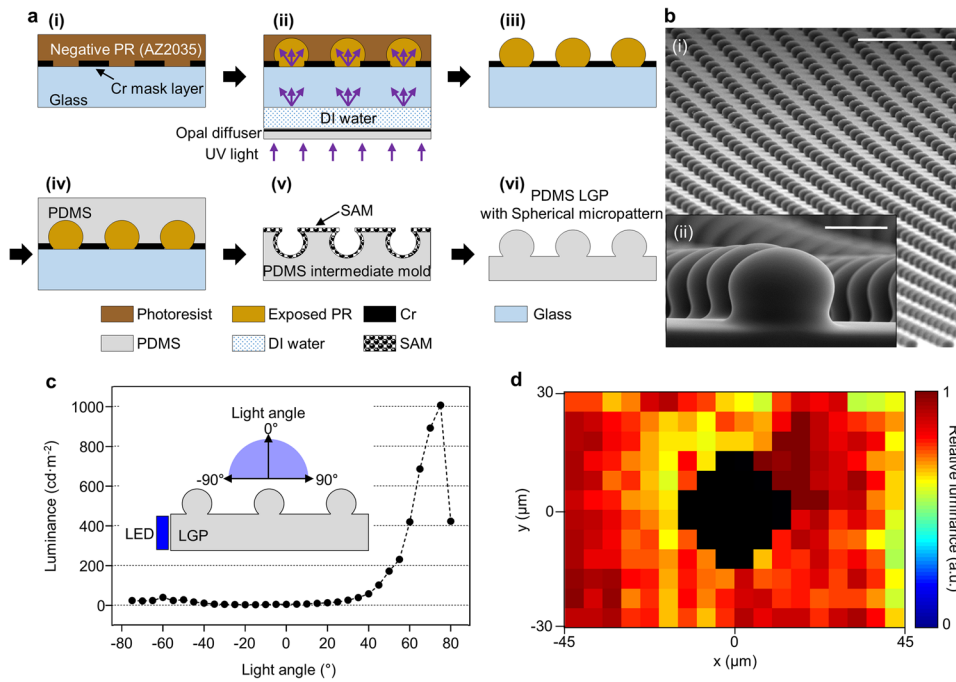 a
(i)
Negative PR (AZ2035)
Cr mask layer
Glass
(ii)
DI water
Opal diffuser
UV light
(iii)
(iv)
PDMS
(v)
SAM
PDMS intermediate mold
(vi)
PDMS LGP
with Spherical micropattern
Photoresist
Exposed PR
Cr
Glass
PDMS
DI water
SAM
b
(i)
(ii)
c
Luminance (cd·m⁻²)
1000
800
600
400
200
0
Light angle
0°
-90°
90°
LED
LGP
-80 -60 -40 -20 0 20 40 60 80
Light angle (°)
d
y (µm)
30
0
-30
-45 0 45
x (µm)
1
0
Relative luminance (a.u.)